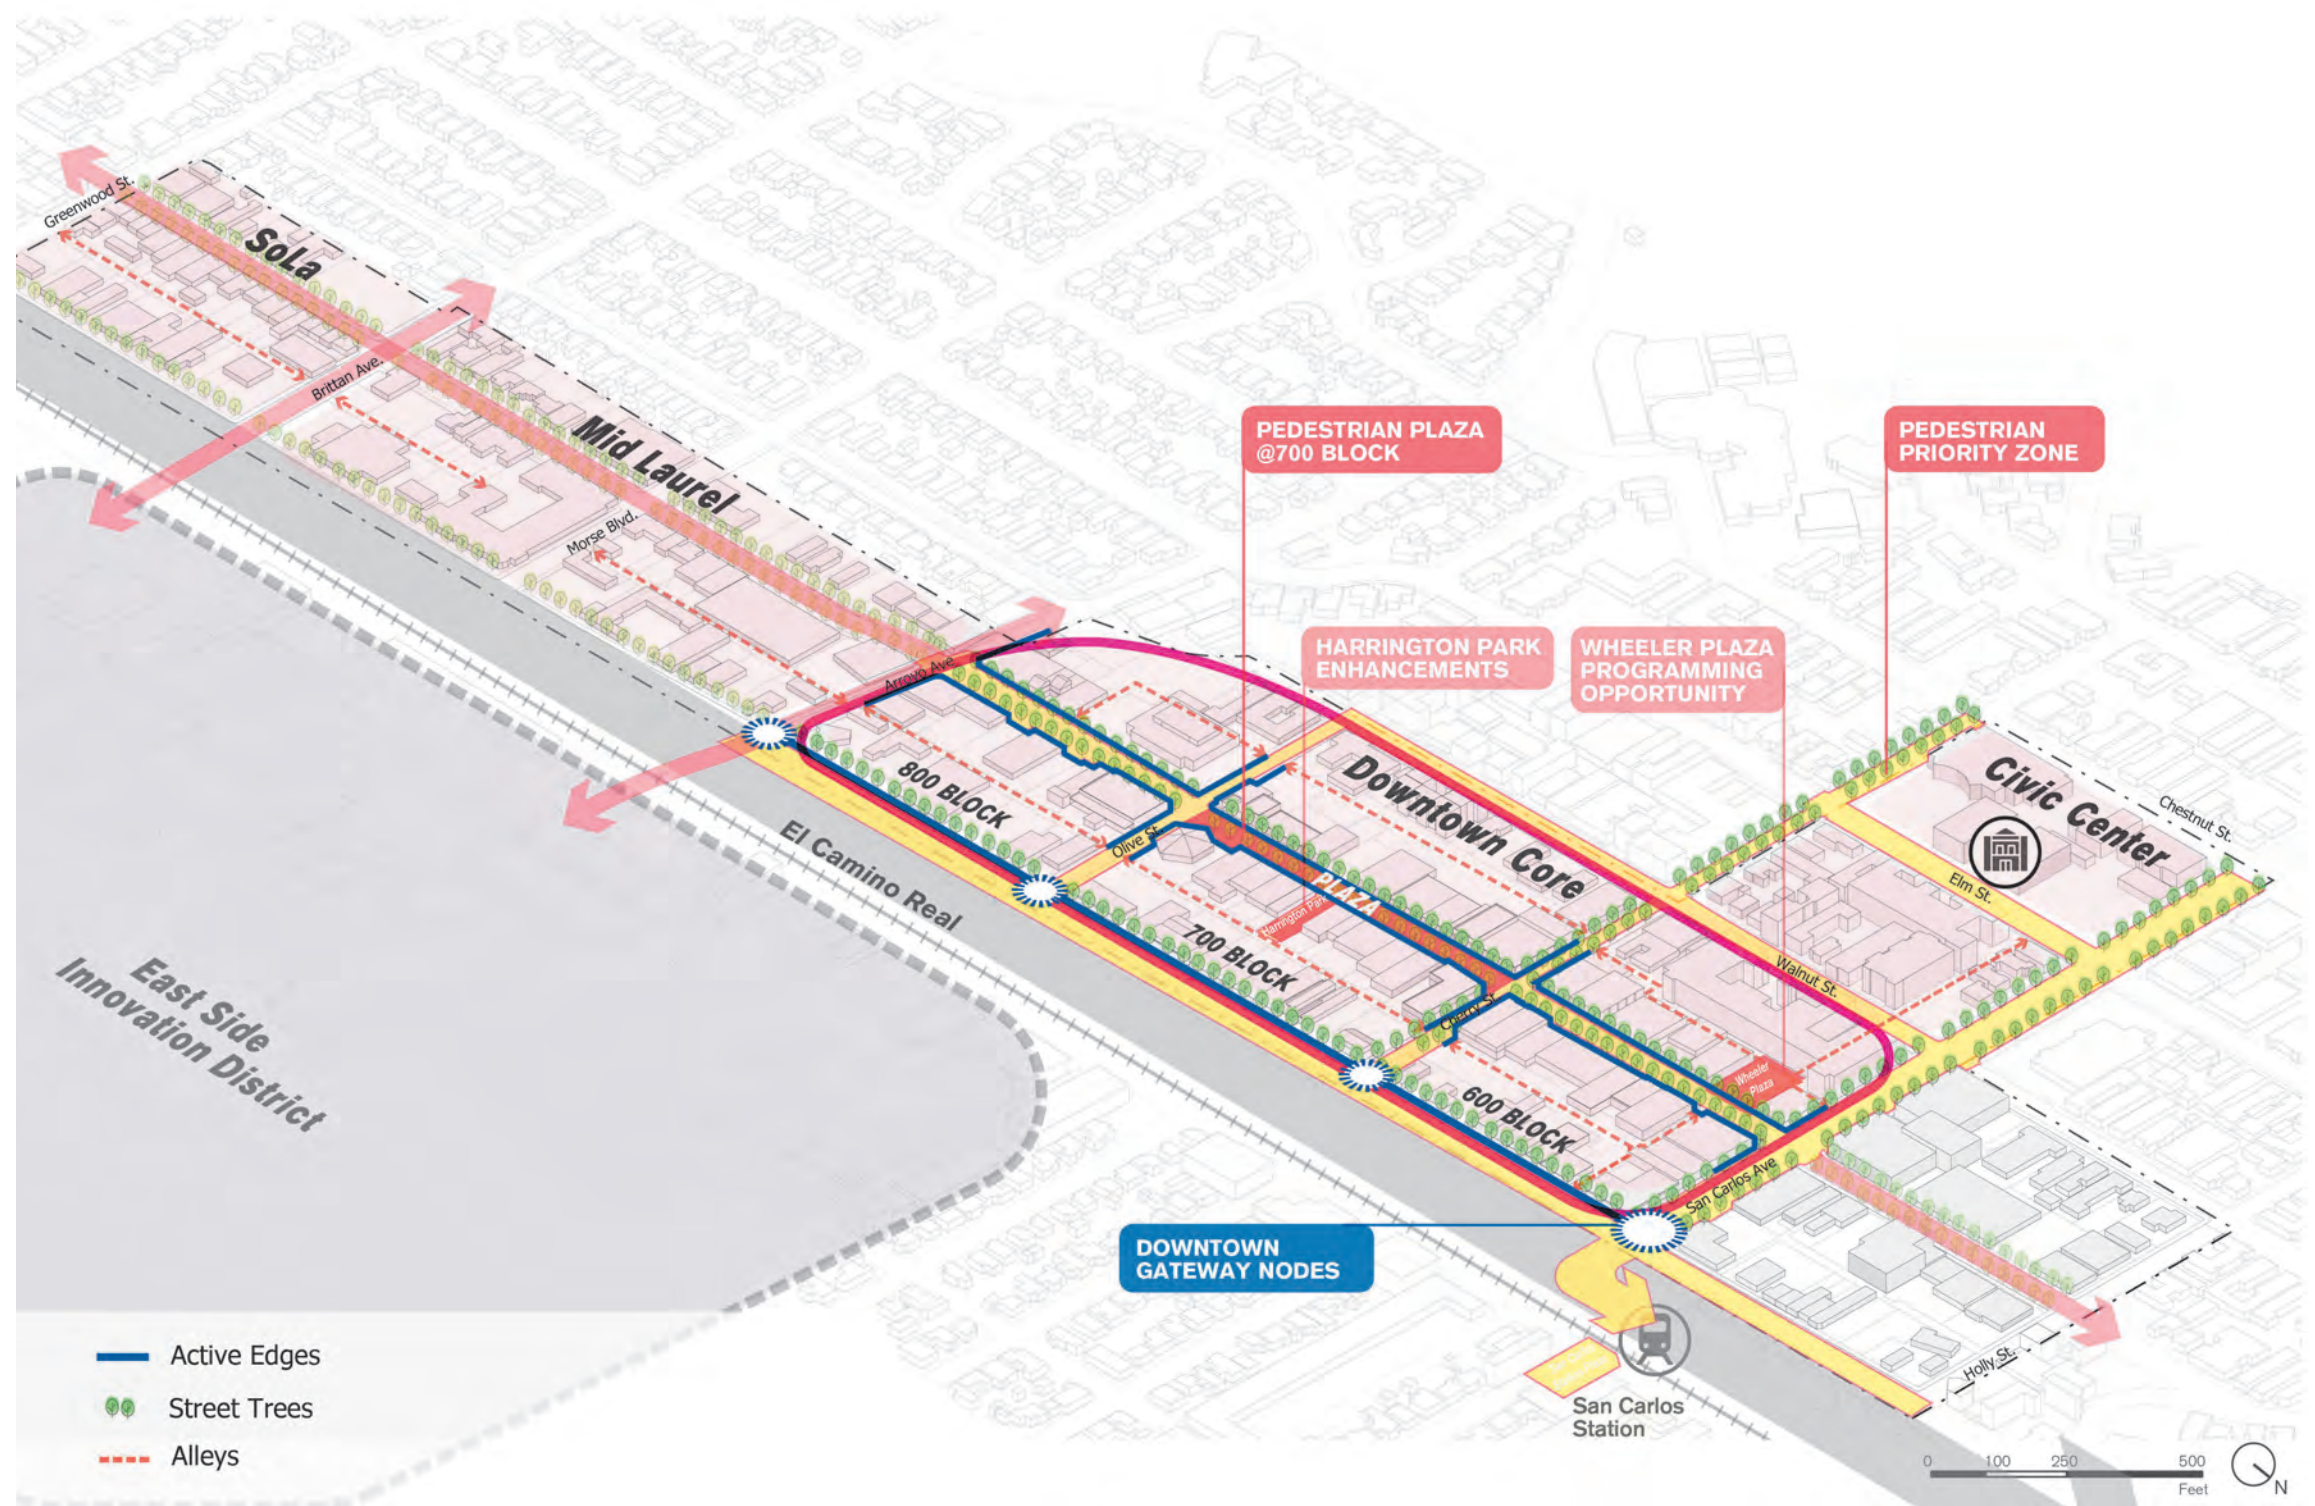 Greenwood St.
SoLa
Brittan Ave.
Mid Laurel
Morse Blvd.
PEDESTRIAN PLAZA
@700 BLOCK
PEDESTRIAN
PRIORITY ZONE
HARRINGTON PARK
ENHANCEMENTS
WHEELER PLAZA
PROGRAMMING
OPPORTUNITY
Arroyo Ave
800 BLOCK
Olive St.
El Camino Real
Downtown Core
PLAZA
Harrington Park
700 BLOCK
Cherry St.
Civic Center
Chestnut St.
Elm St.
Walnut St.
Wheeler
Plaza
600 BLOCK
San Carlos Ave
East Side
Innovation District
DOWNTOWN
GATEWAY NODES
San Carlos
Station
Holly St.
Active Edges
Street Trees
Alleys
0 100 250 500
Feet
N